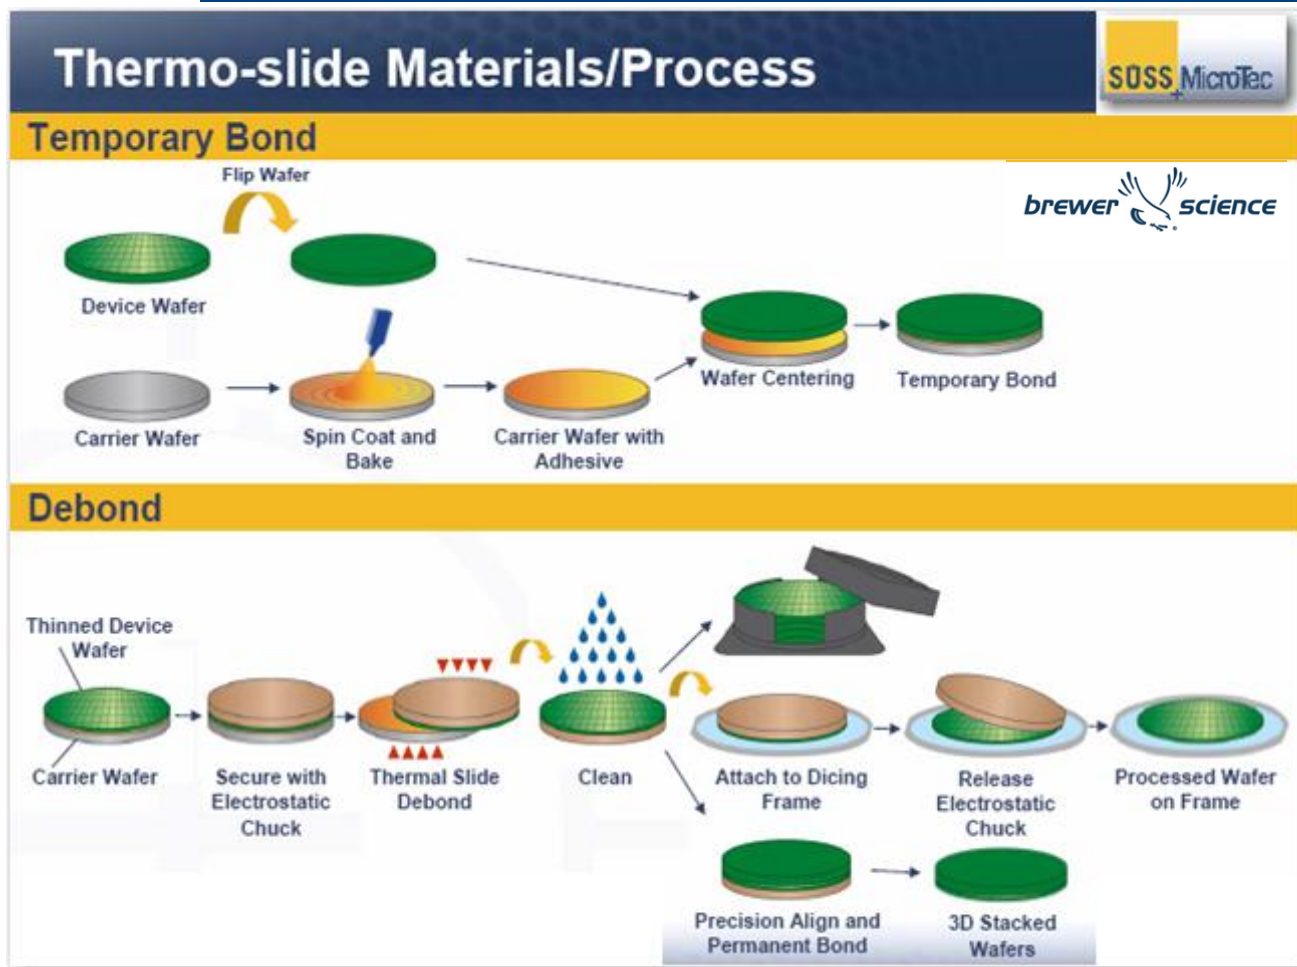 Thermo-slide Materials/Process
SUSS MicroTec
Temporary Bond
brewer science
Flip Wafer
Device Wafer
Carrier Wafer
Spin Coat and
Bake
Carrier Wafer with
Adhesive
Wafer Centering
Temporary Bond
Debond
Thinned Device
Wafer
Carrier Wafer
Secure with
Electrostatic
Chuck
Thermal Slide
Debond
Clean
Attach to Dicing
Frame
Release
Electrostatic
Chuck
Processed Wafer
on Frame
Precision Align and
Permanent Bond
3D Stacked
Wafers